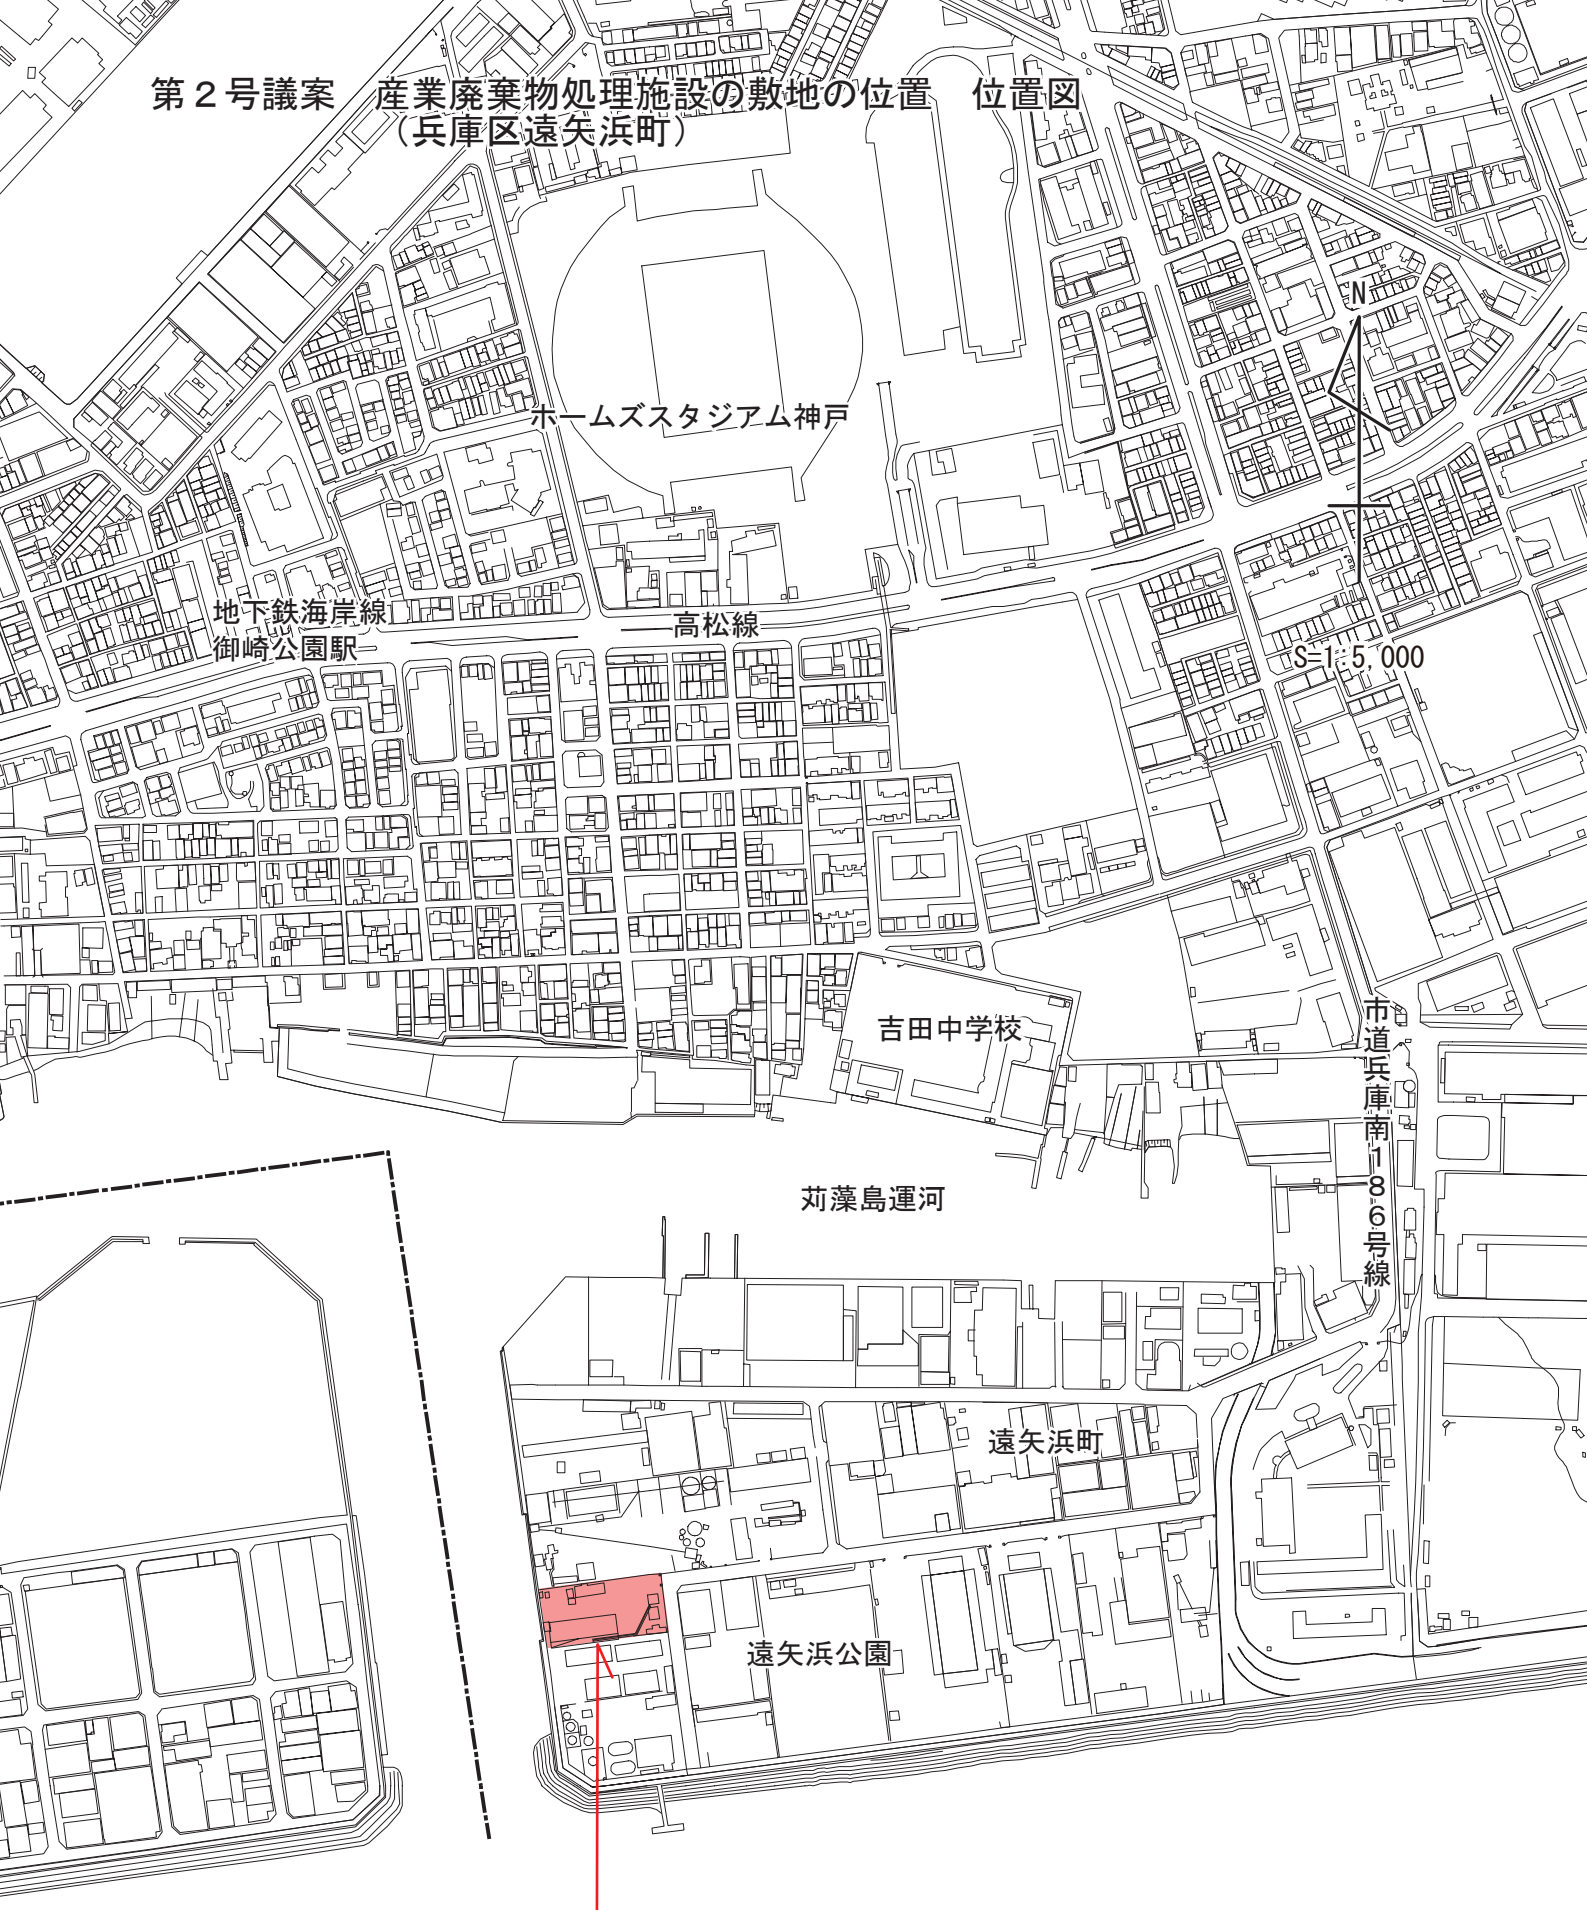 第２号議案　産業廃棄物処理施設の敷地の位置　位置図
（兵庫区遠矢浜町）
N
ホームズスタジアム神戸
地下鉄海岸線
御崎公園駅
高松線
S=1:5,000
吉田中学校
市道兵庫南１８６号線
苅藻島運河
遠矢浜町
遠矢浜公園